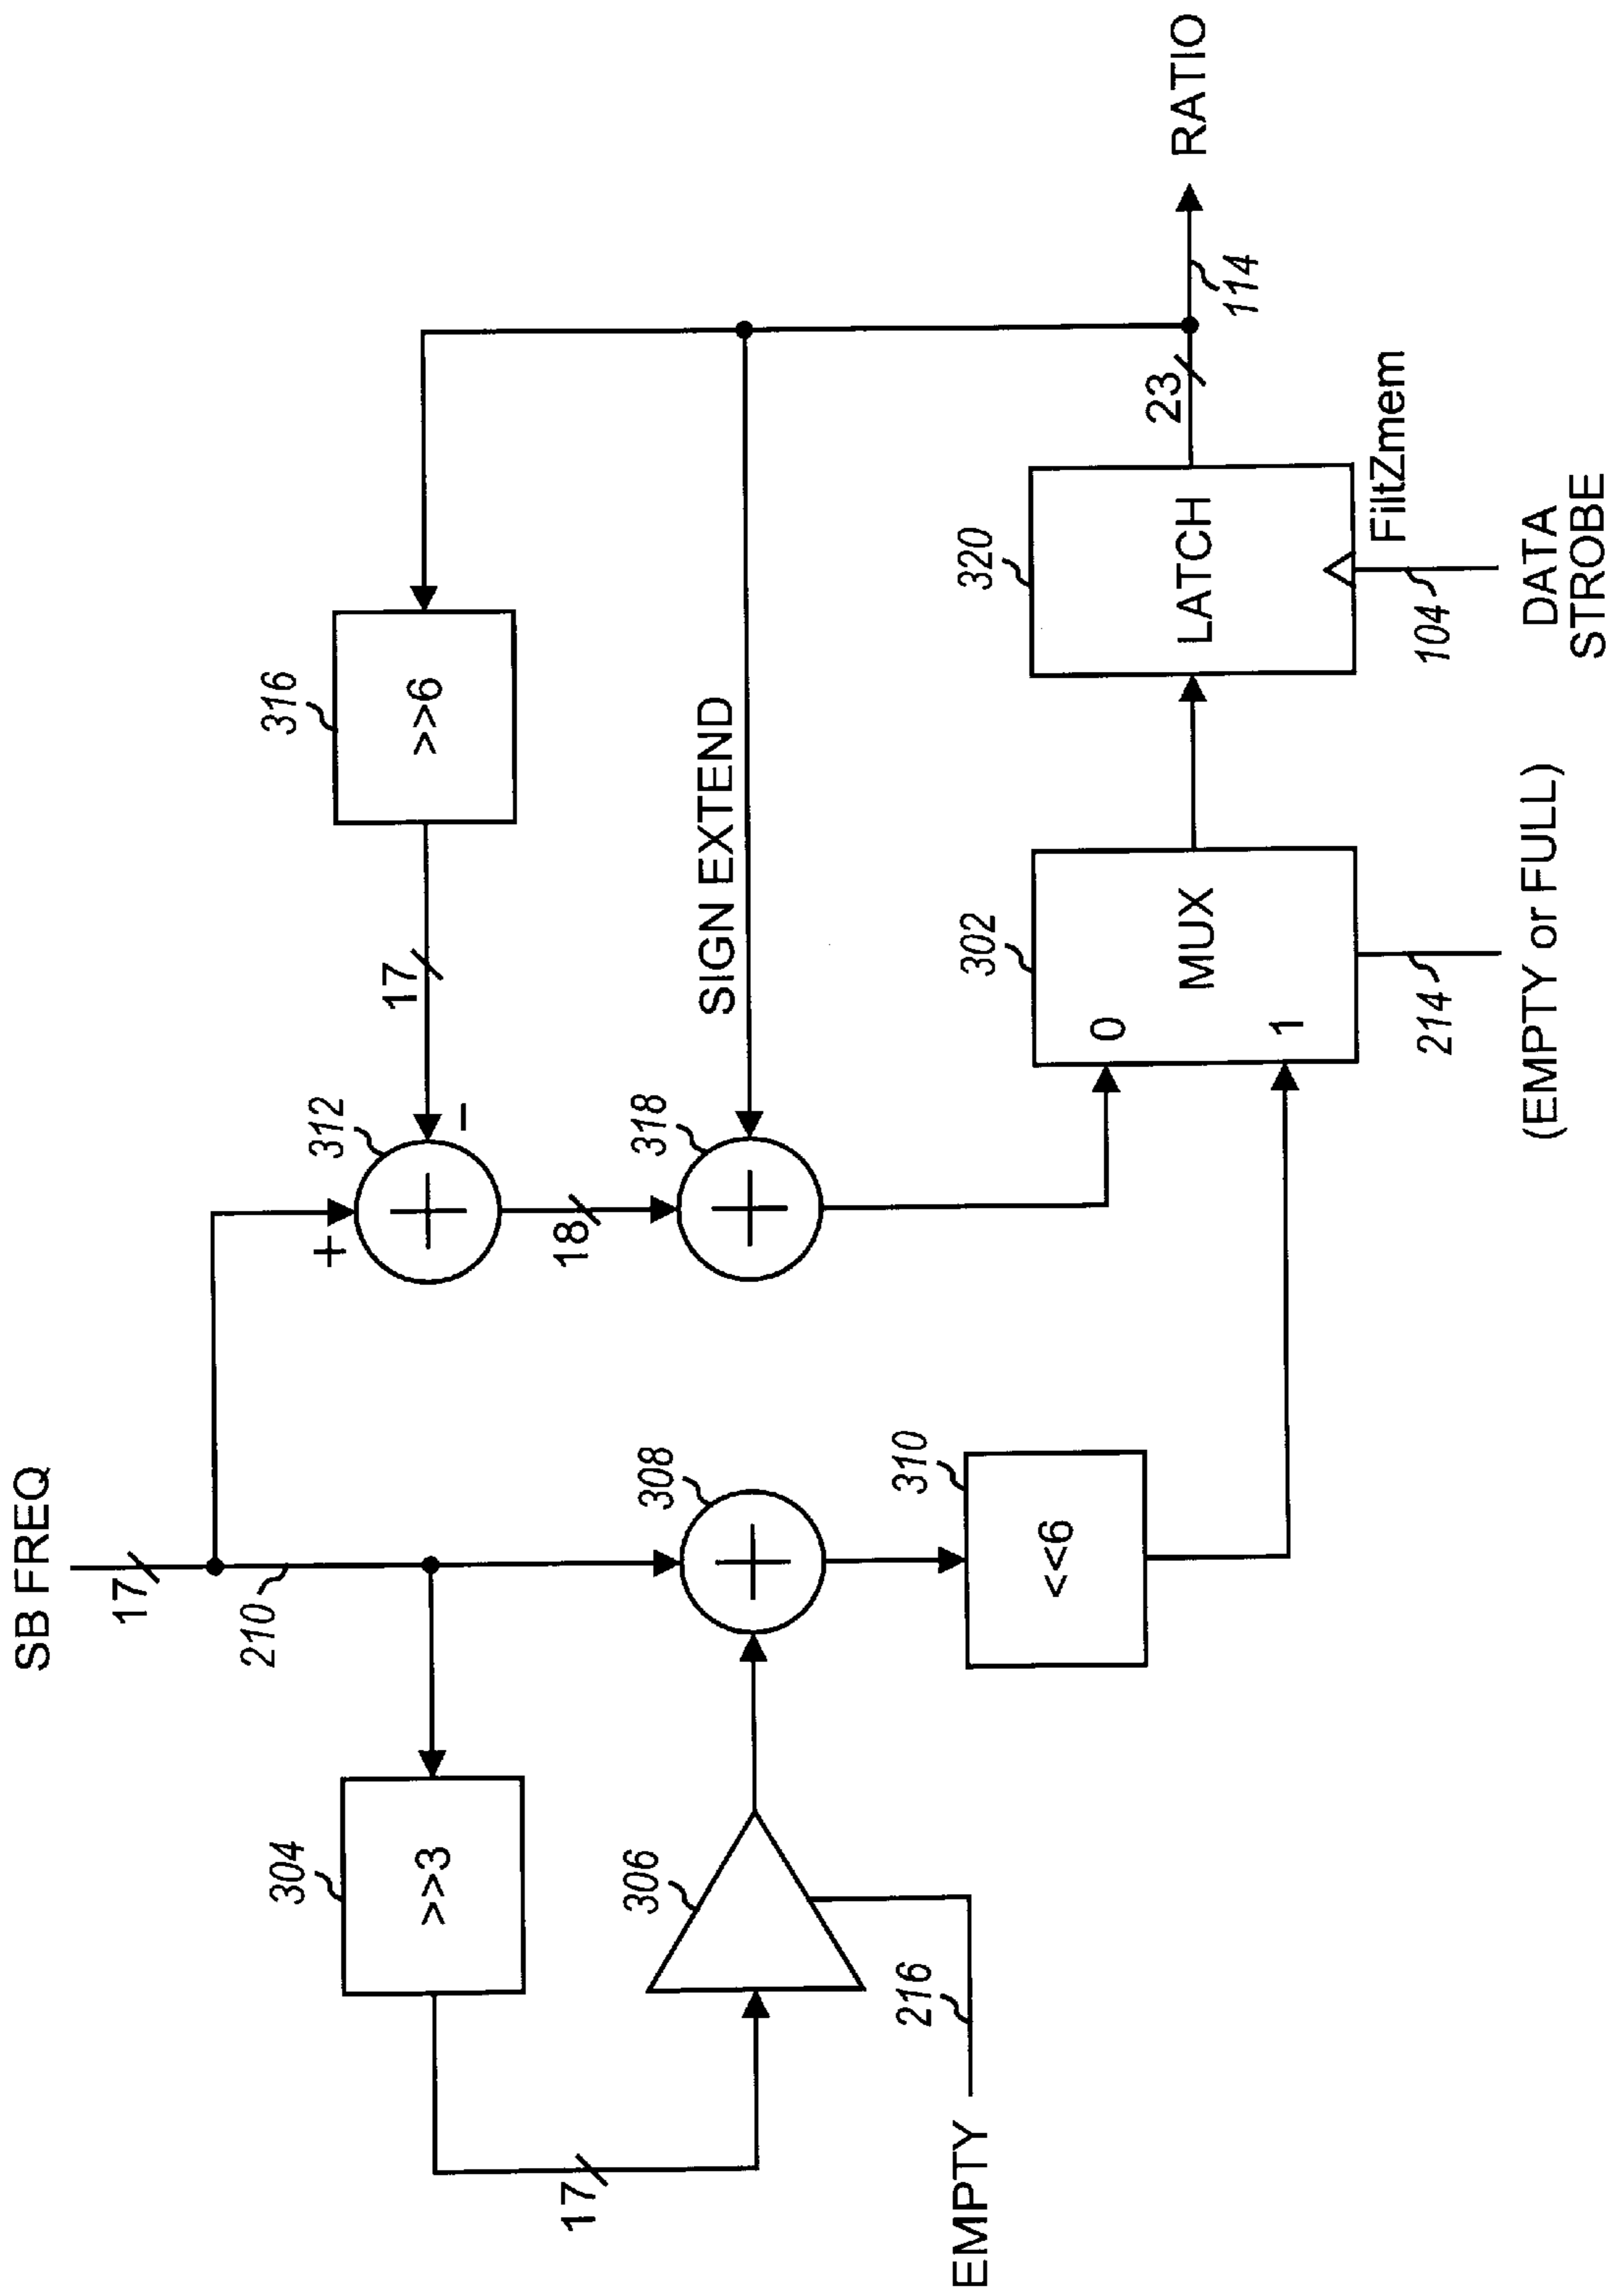 SB FREQ
17
210
304
>>3
17
306
EMPTY
216
308
310
<<6
+
312
−
17
316
>>6
18
318
SIGN EXTEND
302
0
1
MUX
214
(EMPTY or FULL)
320
LATCH
FiltZmem
104
DATA
STROBE
23
114
RATIO